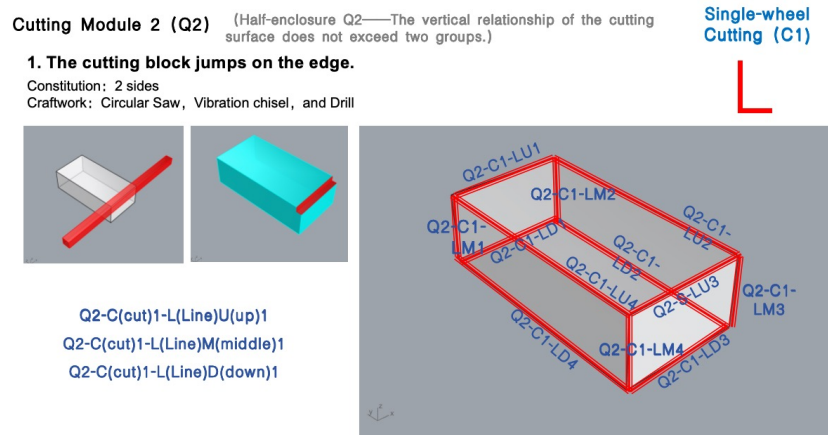 Cutting Module 2（Q2）
（Half-enclosure Q2——The vertical relationship of the cutting
surface does not exceed two groups.）
Single-wheel
Cutting（C1）
1. The cutting block jumps on the edge.
Constitution：2 sides
Craftwork：Circular Saw，Vibration chisel，and Drill
Q2-C(cut)1-L(Line)U(up)1
Q2-C(cut)1-L(Line)M(middle)1
Q2-C(cut)1-L(Line)D(down)1
Q2-C1-LU1
Q2-C1-LM2
Q2-C1-
LU2
Q2-C1-
LM1
Q2-C1-LD1
Q2-C1-
LD2
Q2-C1-LU4
Q2-S-LU3
Q2-C1-
LM3
Q2-C1-LD4
Q2-C1-LM4
Q2-C1-LD3